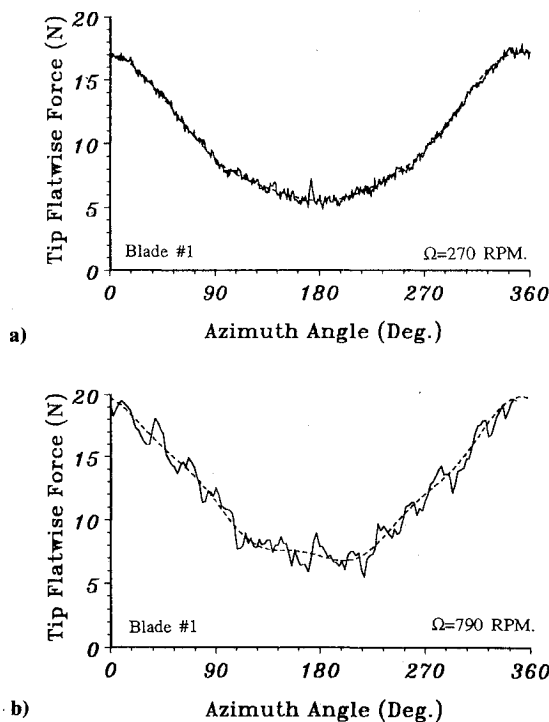 Tip Flatwise Force (N)
20
15
10
5
0
Blade #1
Ω=270 RPM.
0 90 180 270 360
Azimuth Angle (Deg.)
a)
Tip Flatwise Force (N)
20
15
10
5
0
Blade #1
Ω=790 RPM.
0 90 180 270 360
Azimuth Angle (Deg.)
b)